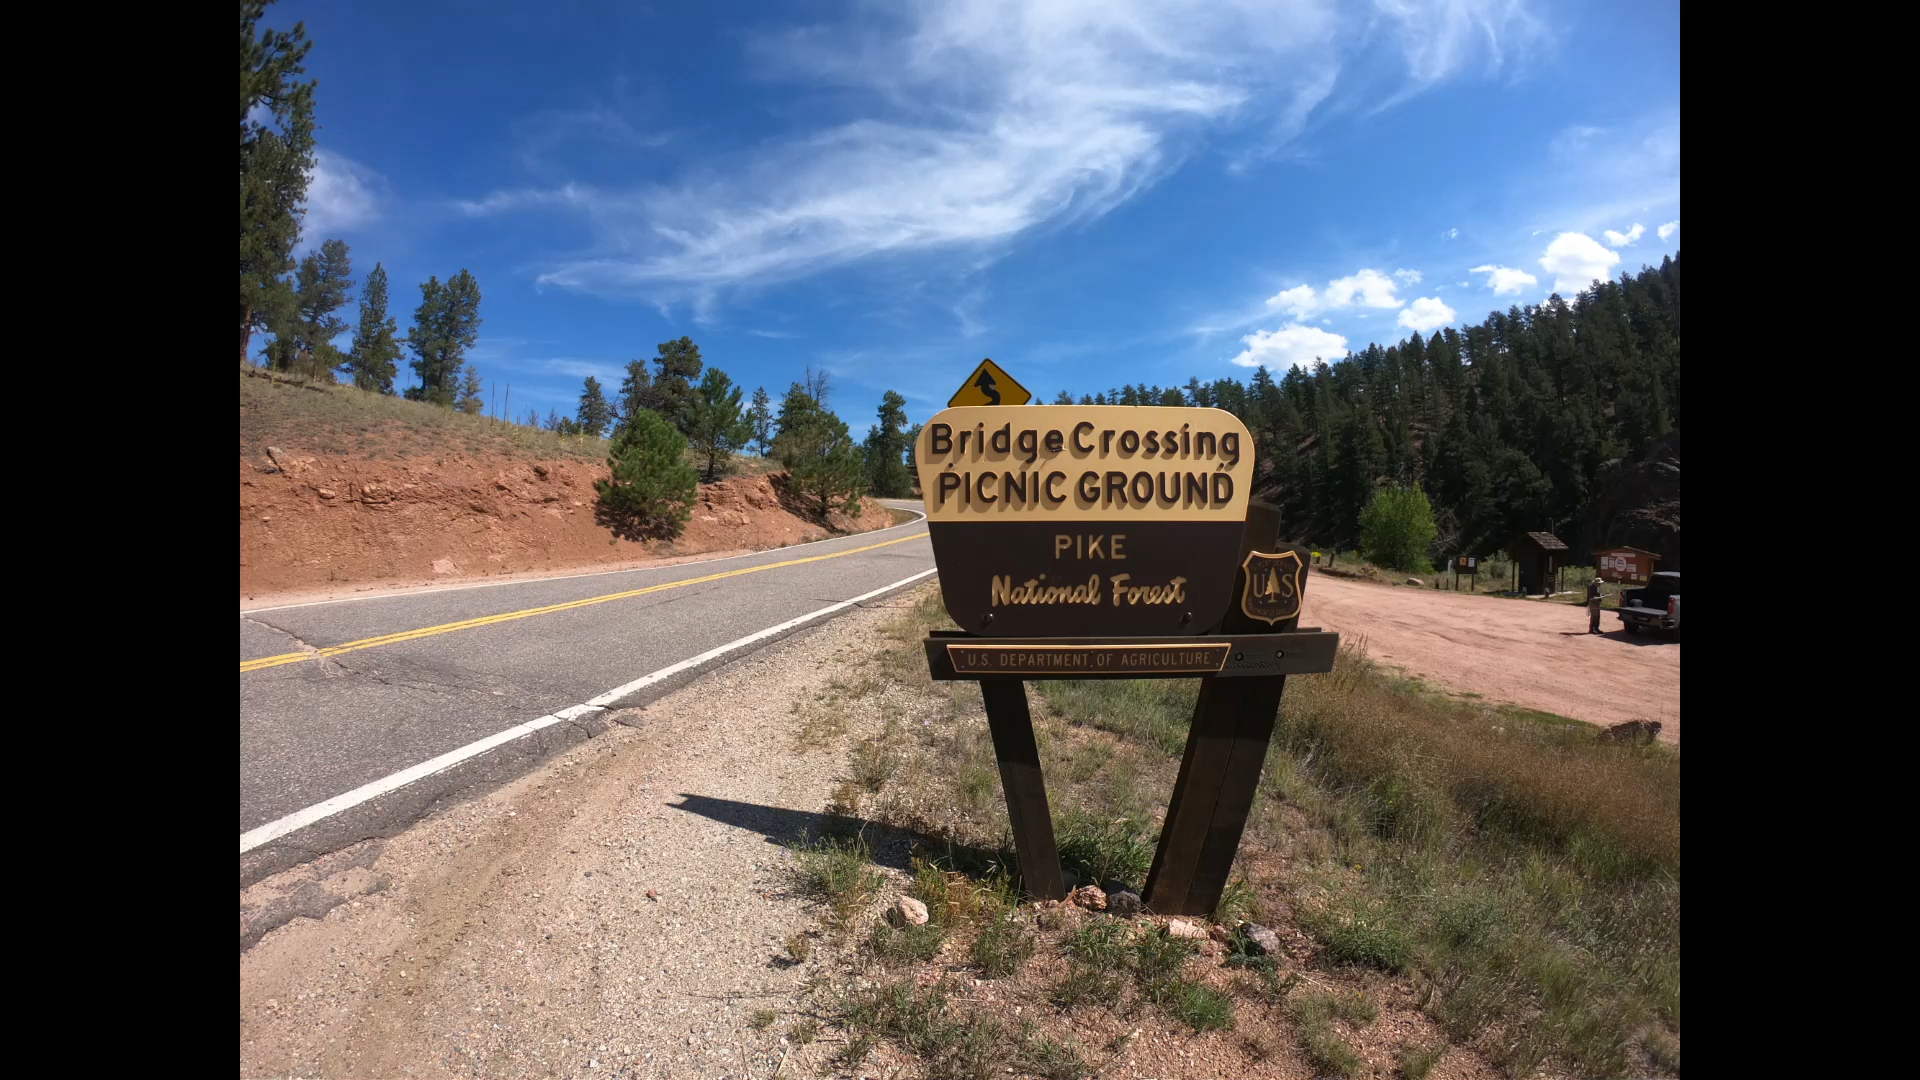 Bridge Crossing
PICNIC GROUND
PIKE
National Forest
US
U.S. DEPARTMENT OF AGRICULTURE